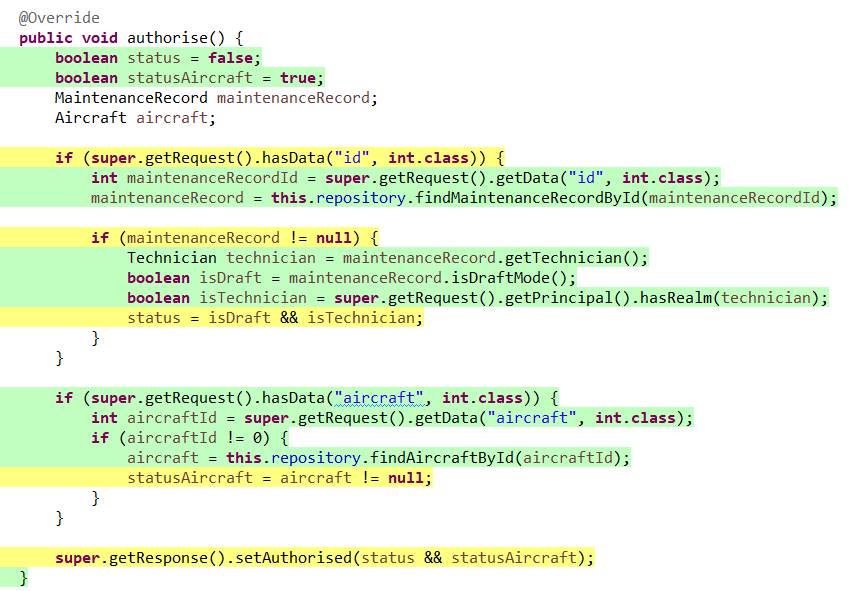 @Override
public void authorise() {
boolean status = false;
boolean statusAircraft = true;
MaintenanceRecord maintenanceRecord;
Aircraft aircraft;
if (super.getRequest().hasData("id", int.class)) {
int maintenanceRecordId = super.getRequest().getData("id", int.class);
maintenanceRecord = this.repository.findMaintenanceRecordById(maintenanceRecordId);
if (maintenanceRecord != null) {
Technician technician = maintenanceRecord.getTechnician();
boolean isDraft = maintenanceRecord.isDraftMode();
boolean isTechnician = super.getRequest().getPrincipal().hasRealm(technician);
status = isDraft && isTechnician;
}
}
if (super.getRequest().hasData("aircraft", int.class)) {
int aircraftId = super.getRequest().getData("aircraft", int.class);
if (aircraftId != 0) {
aircraft = this.repository.findAircraftById(aircraftId);
statusAircraft = aircraft != null;
}
}
super.getResponse().setAuthorised(status && statusAircraft);
}